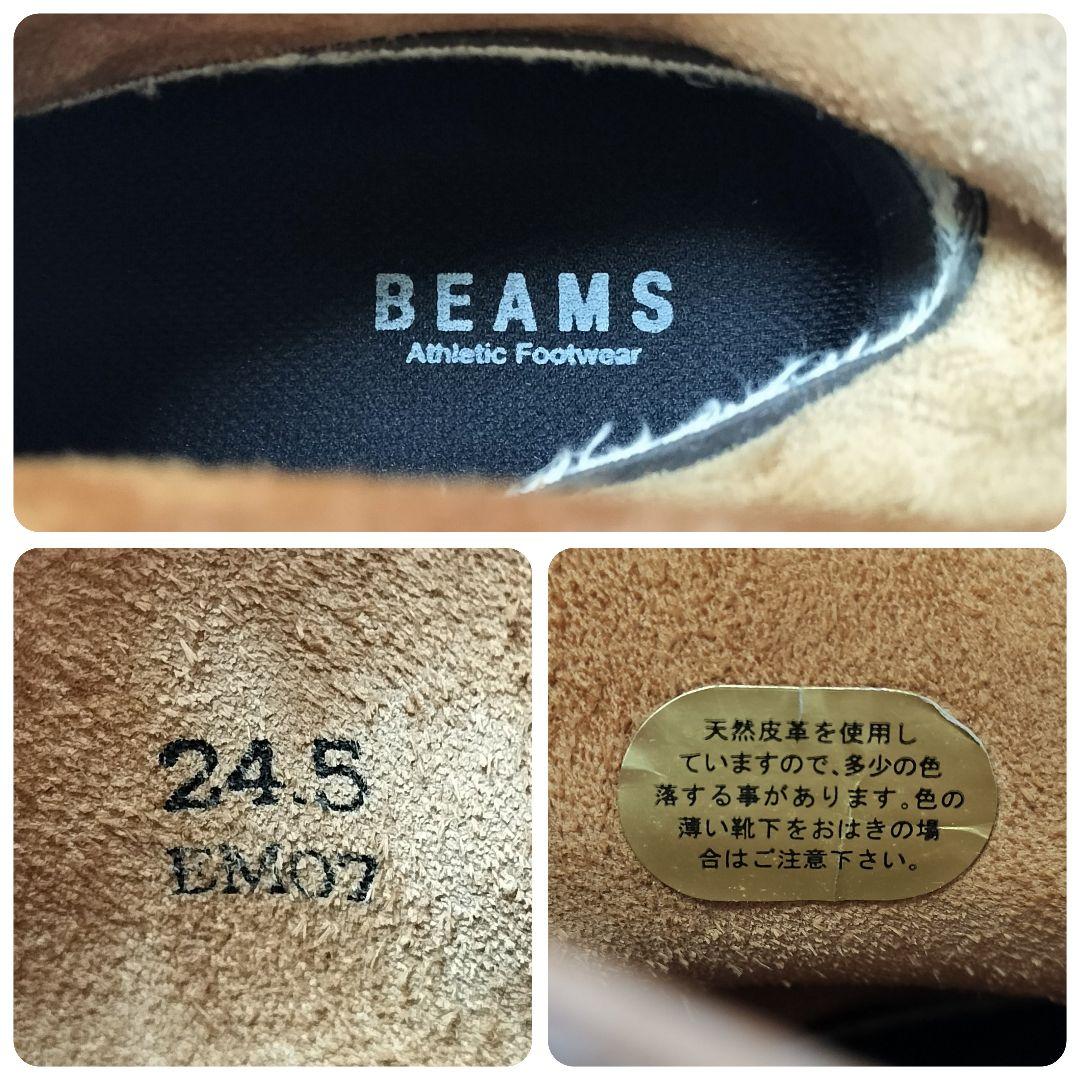 BEAMS
Athletic Footwear
24.5
EM07
天然皮革を使用し
ていますので、多少の色
落する事があります。色の
薄い靴下をおはきの場
合はご注意下さい。